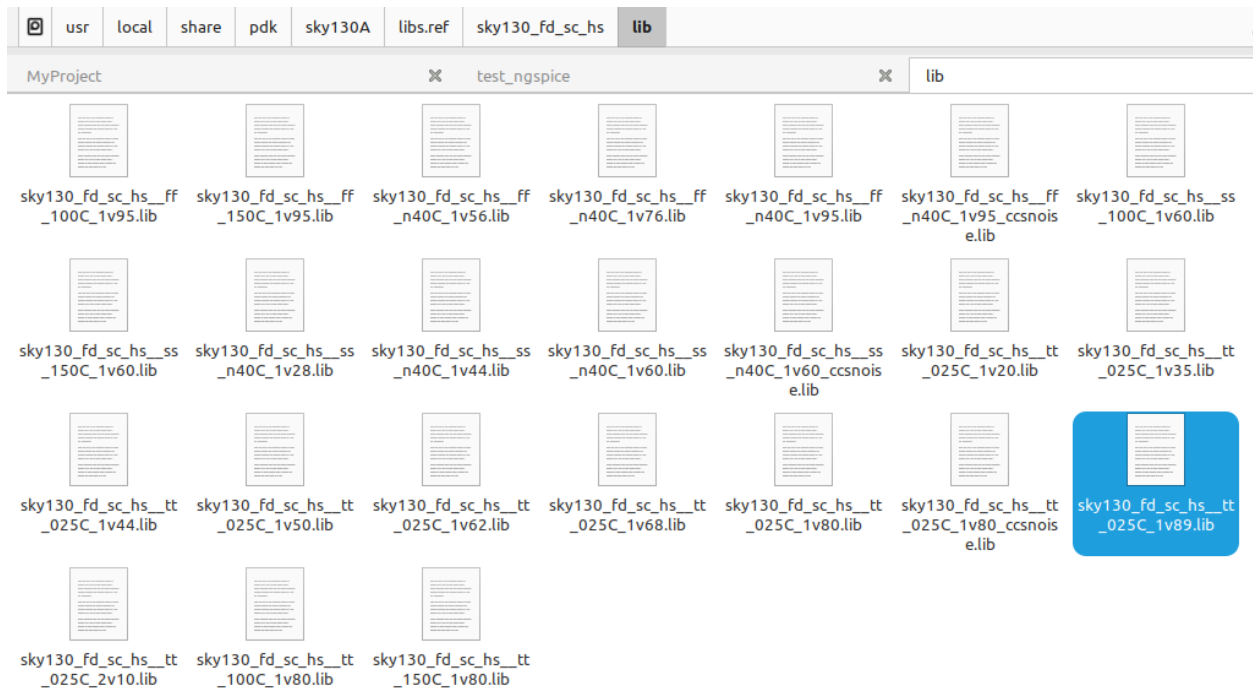 usr local share pdk sky130A libs.ref sky130_fd_sc_hs lib
MyProject test_ngspice lib
sky130_fd_sc_hs__ff sky130_fd_sc_hs__ff sky130_fd_sc_hs__ff sky130_fd_sc_hs__ff sky130_fd_sc_hs__ff sky130_fd_sc_hs__ff sky130_fd_sc_hs__ss
_100C_1v95.lib _150C_1v95.lib _n40C_1v56.lib _n40C_1v76.lib _n40C_1v95.lib _n40C_1v95_ccsnois _100C_1v60.lib
e.lib
sky130_fd_sc_hs__ss sky130_fd_sc_hs__ss sky130_fd_sc_hs__ss sky130_fd_sc_hs__ss sky130_fd_sc_hs__ss sky130_fd_sc_hs__tt sky130_fd_sc_hs__tt
_150C_1v60.lib _n40C_1v28.lib _n40C_1v44.lib _n40C_1v60.lib _n40C_1v60_ccsnois _025C_1v20.lib _025C_1v35.lib
e.lib
sky130_fd_sc_hs__tt sky130_fd_sc_hs__tt sky130_fd_sc_hs__tt sky130_fd_sc_hs__tt sky130_fd_sc_hs__tt sky130_fd_sc_hs__tt sky130_fd_sc_hs__tt
_025C_1v44.lib _025C_1v50.lib _025C_1v62.lib _025C_1v68.lib _025C_1v80.lib _025C_1v80_ccsnois _025C_1v89.lib
e.lib
sky130_fd_sc_hs__tt sky130_fd_sc_hs__tt sky130_fd_sc_hs__tt
_025C_2v10.lib _100C_1v80.lib _150C_1v80.lib